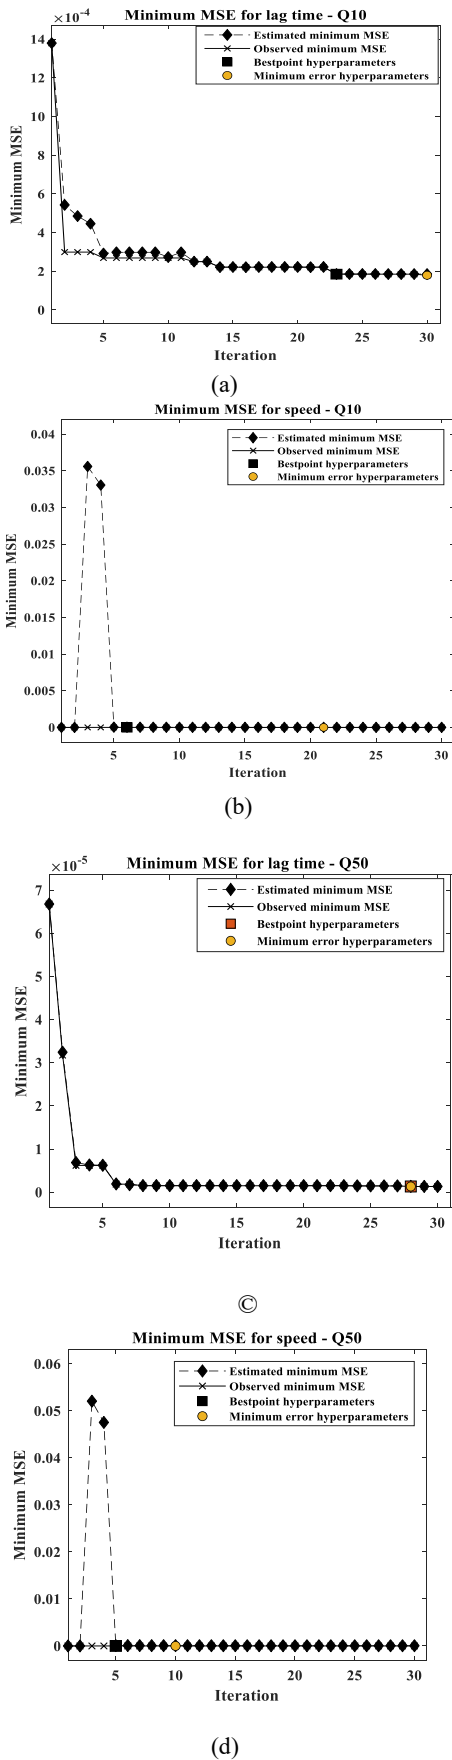 Minimum MSE for lag time - Q10
×10⁻⁴
Estimated minimum MSE
Observed minimum MSE
Bestpoint hyperparameters
Minimum error hyperparameters
14
12
10
8
6
4
2
0
Minimum MSE
5 10 15 20 25 30
Iteration
(a)
Minimum MSE for speed - Q10
Estimated minimum MSE
Observed minimum MSE
Bestpoint hyperparameters
Minimum error hyperparameters
0.04
0.035
0.03
0.025
0.02
0.015
0.01
0.005
0
Minimum MSE
5 10 15 20 25 30
Iteration
(b)
Minimum MSE for lag time - Q50
×10⁻⁵
Estimated minimum MSE
Observed minimum MSE
Bestpoint hyperparameters
Minimum error hyperparameters
7
6
5
4
3
2
1
0
Minimum MSE
5 10 15 20 25 30
Iteration
©
Minimum MSE for speed - Q50
Estimated minimum MSE
Observed minimum MSE
Bestpoint hyperparameters
Minimum error hyperparameters
0.06
0.05
0.04
0.03
0.02
0.01
0
Minimum MSE
5 10 15 20 25 30
Iteration
(d)